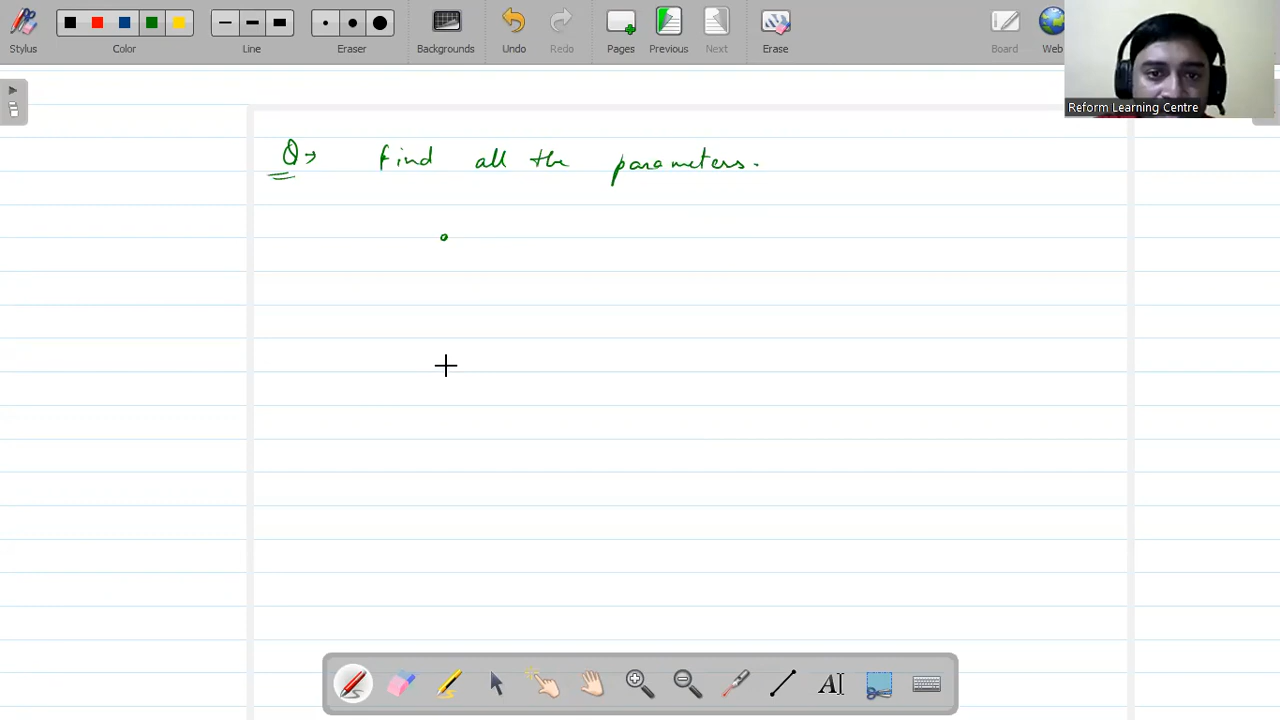 Stylus Color Line Eraser Backgrounds Undo Redo Pages Previous Next Erase Board Web
Reform Learning Centre
Q→ Find all the parameters.
A